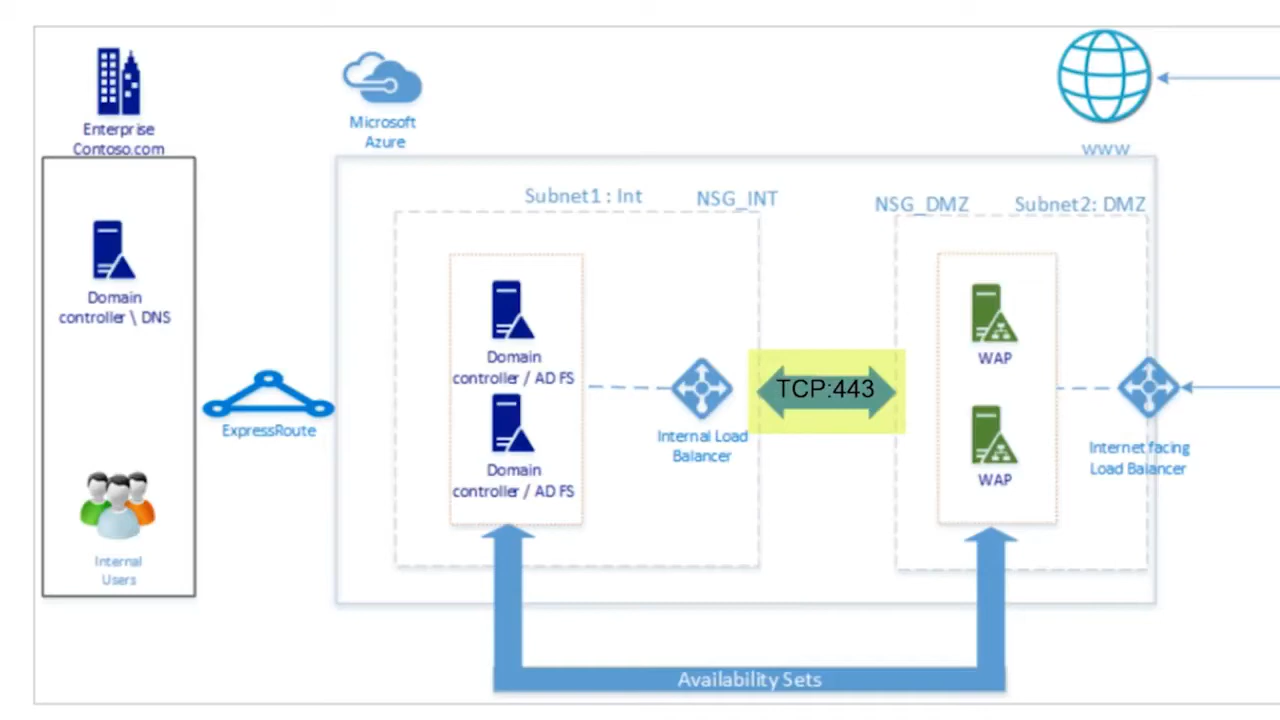 Enterprise
Contoso.com
Microsoft
Azure
WWW
Subnet1 : Int
NSG_INT
NSG_DMZ
Subnet2: DMZ
Domain
controller \ DNS
Domain
controller / AD FS
WAP
TCP:443
ExpressRoute
Internal Load
Balancer
Internet facing
Load Balancer
Domain
controller / AD FS
WAP
Internal
Users
Availability Sets